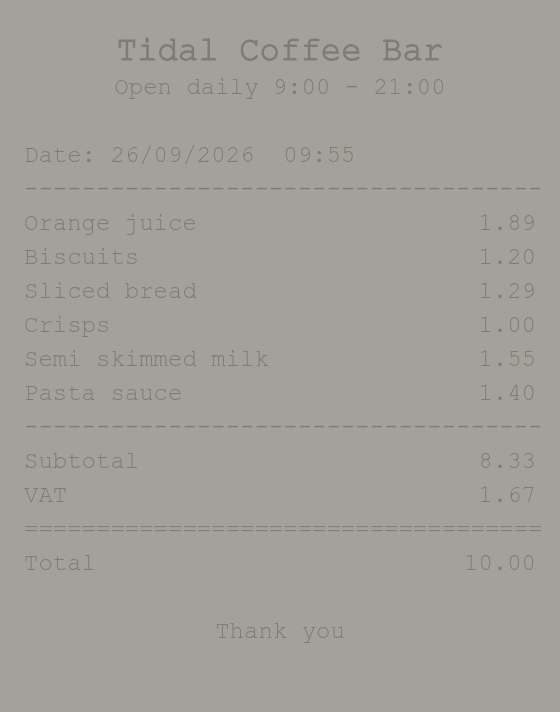 Tidal Coffee Bar
Open daily 9:00 - 21:00
Date: 26/09/2026  09:55
------------------------------------
Orange juice 1.89
Biscuits 1.20
Sliced bread 1.29
Crisps 1.00
Semi skimmed milk 1.55
Pasta sauce 1.40
------------------------------------
Subtotal 8.33
VAT 1.67
====================================
Total 10.00
Thank you